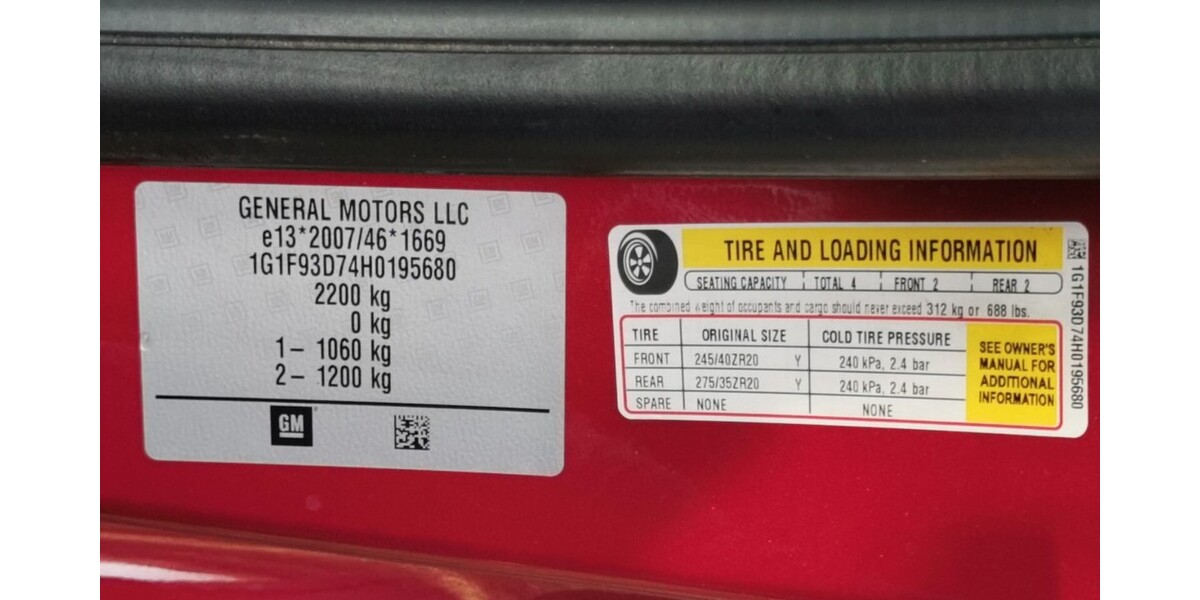 GENERAL MOTORS LLC
e13*2007/46*1669
1G1F93D74H0195680
2200 kg
0 kg
1– 1060 kg
2– 1200 kg
GM
TIRE AND LOADING INFORMATION
SEATING CAPACITY TOTAL 4 FRONT 2 REAR 2
The combined weight of occupants and cargo should never exceed 312 kg or 688 lbs.
TIRE ORIGINAL SIZE COLD TIRE PRESSURE
FRONT 245/40ZR20 Y 240 kPa, 2.4 bar
REAR 275/35ZR20 Y 240 kPa, 2.4 bar
SPARE NONE NONE
SEE OWNER'S
MANUAL FOR
ADDITIONAL
INFORMATION
1G1F93D74H0195680